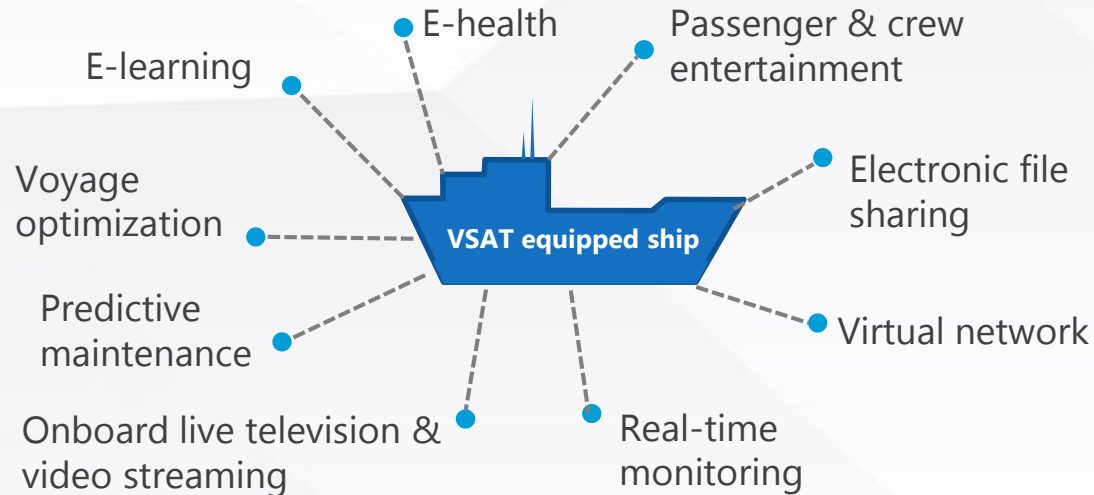 E-health
Passenger & crew
entertainment
E-learning
Electronic file
sharing
Voyage
optimization
VSAT equipped ship
Predictive
maintenance
Virtual network
Onboard live television &
video streaming
Real-time
monitoring